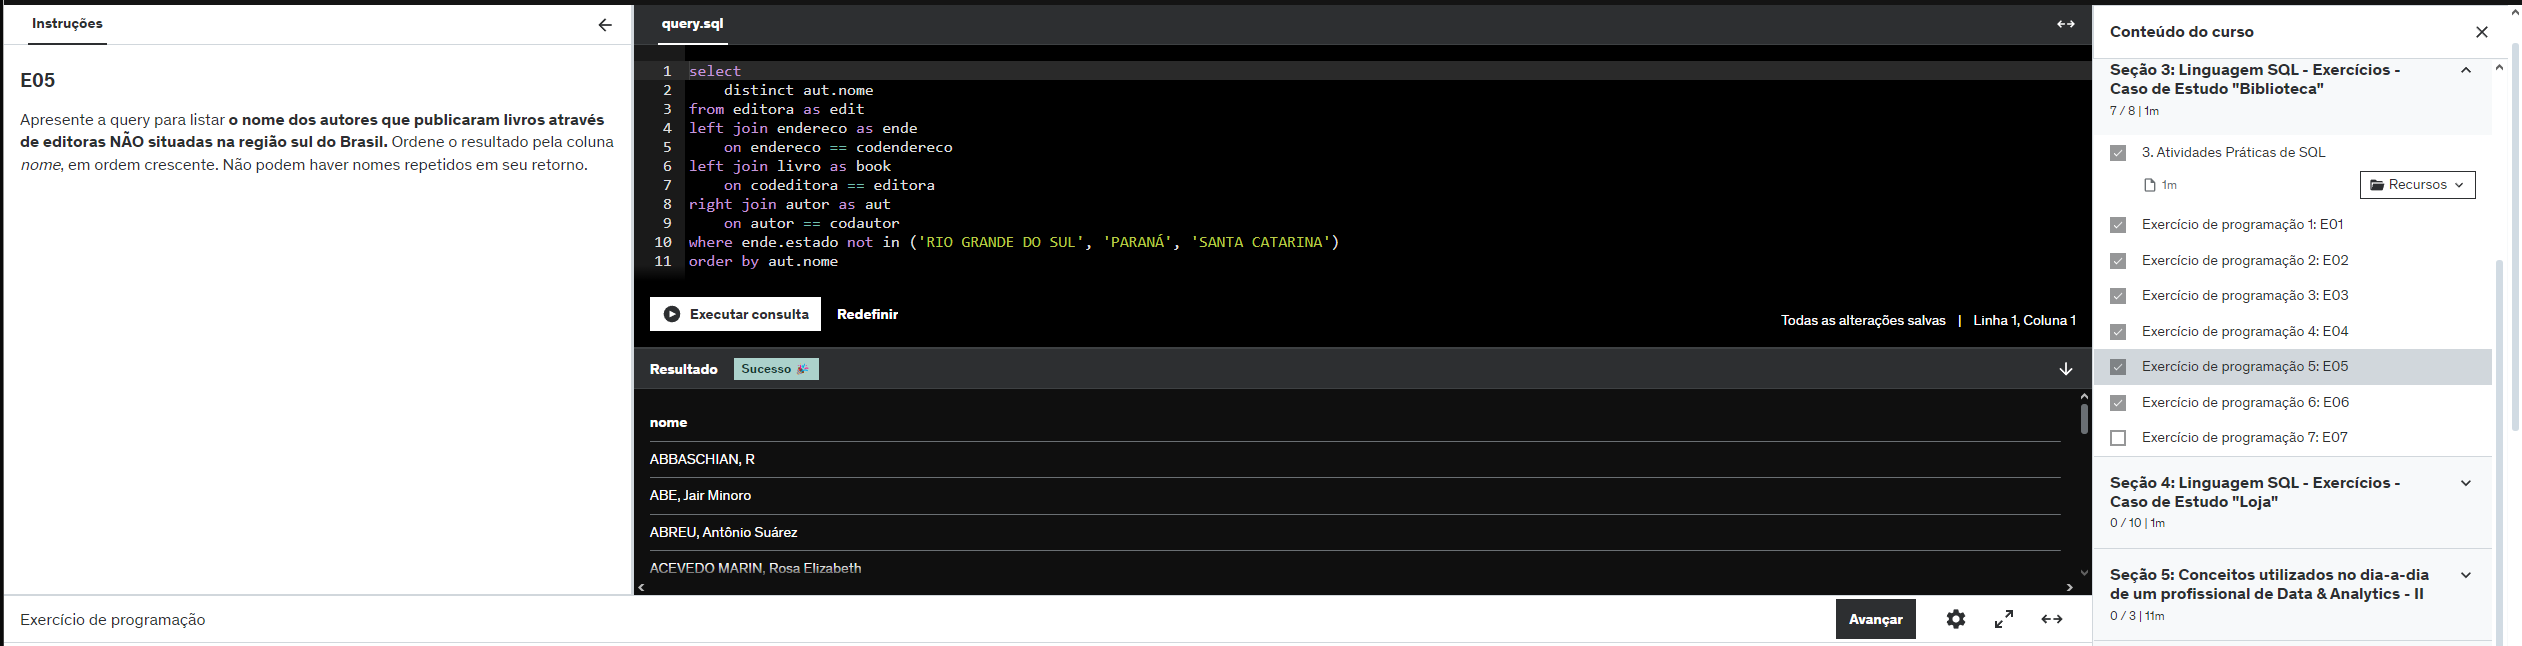 Instruções
E05
Apresente a query para listar o nome dos autores que publicaram livros através
de editoras NÃO situadas na região sul do Brasil. Ordene o resultado pela coluna
nome, em ordem crescente. Não podem haver nomes repetidos em seu retorno.
query.sql
1 select
2 distinct aut.nome
3 from editora as edit
4 left join endereco as ende
5 on endereco == codendereco
6 left join livro as book
7 on codeditora == editora
8 right join autor as aut
9 on autor == codautor
10 where ende.estado not in ('RIO GRANDE DO SUL', 'PARANÁ', 'SANTA CATARINA')
11 order by aut.nome
Executar consulta Redefinir
Todas as alterações salvas | Linha 1, Coluna 1
Resultado Sucesso
nome
ABBASCHIAN, R
ABE, Jair Minoro
ABREU, Antônio Suárez
ACEVEDO MARIN, Rosa Elizabeth
Exercício de programação
Avançar
Conteúdo do curso
Seção 3: Linguagem SQL - Exercícios -
Caso de Estudo "Biblioteca"
7 / 8 | 1m
3. Atividades Práticas de SQL
1m
Recursos
Exercício de programação 1: E01
Exercício de programação 2: E02
Exercício de programação 3: E03
Exercício de programação 4: E04
Exercício de programação 5: E05
Exercício de programação 6: E06
Exercício de programação 7: E07
Seção 4: Linguagem SQL - Exercícios -
Caso de Estudo "Loja"
0 / 10 | 1m
Seção 5: Conceitos utilizados no dia-a-dia
de um profissional de Data & Analytics - II
0 / 3 | 11m